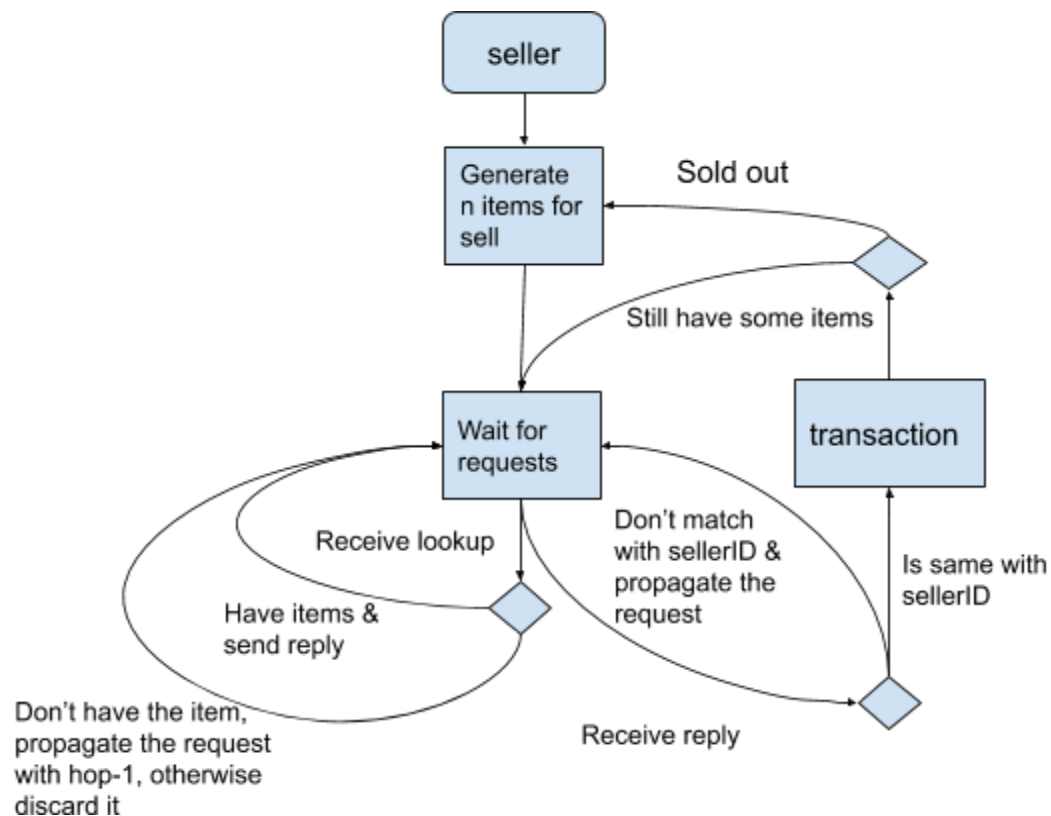 seller
Generate
n items for
sell
Sold out
Still have some items
Wait for
requests
transaction
Receive lookup
Don’t match
with sellerID &
propagate the
request
Is same with
sellerID
Have items &
send reply
Don’t have the item,
propagate the request
with hop-1, otherwise
discard it
Receive reply